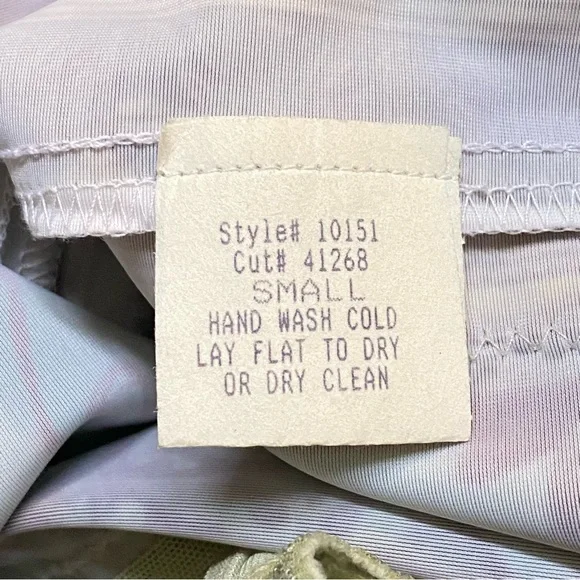 Style# 10151
Cut# 41268
SMALL
HAND WASH COLD
LAY FLAT TO DRY
OR DRY CLEAN